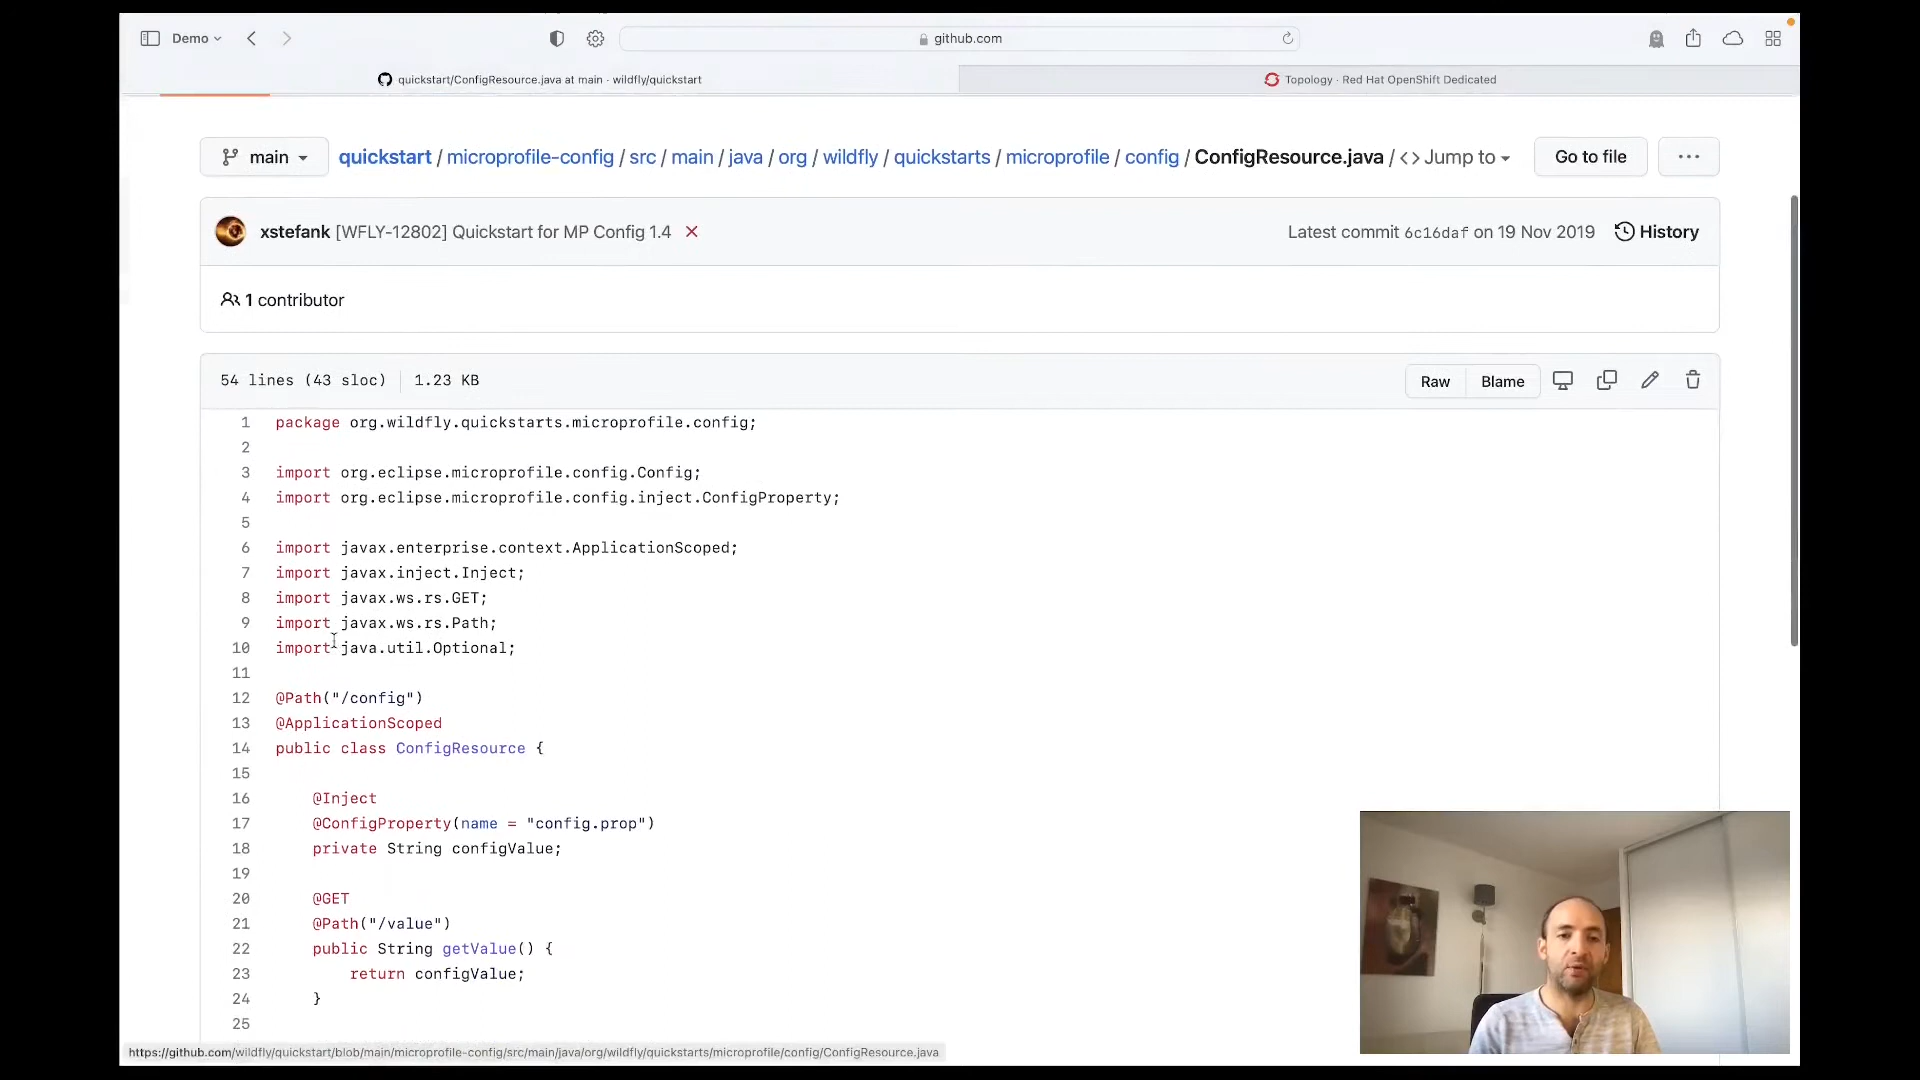 Demo
github.com
quickstart/ConfigResource.java at main · wildfly/quickstart
Topology · Red Hat OpenShift Dedicated
main
quickstart / microprofile-config / src / main / java / org / wildfly / quickstarts / microprofile / config / ConfigResource.java / <> Jump to
Go to file
...
xstefank [WFLY-12802] Quickstart for MP Config 1.4
Latest commit 6c16daf on 19 Nov 2019
History
1 contributor
54 lines (43 sloc)
1.23 KB
Raw
Blame
1 package org.wildfly.quickstarts.microprofile.config;
2
3 import org.eclipse.microprofile.config.Config;
4 import org.eclipse.microprofile.config.inject.ConfigProperty;
5
6 import javax.enterprise.context.ApplicationScoped;
7 import javax.inject.Inject;
8 import javax.ws.rs.GET;
9 import javax.ws.rs.Path;
10 import java.util.Optional;
11
12 @Path("/config")
13 @ApplicationScoped
14 public class ConfigResource {
15
16 @Inject
17 @ConfigProperty(name = "config.prop")
18 private String configValue;
19
20 @GET
21 @Path("/value")
22 public String getValue() {
23 return configValue;
24 }
25
https://github.com/wildfly/quickstart/blob/main/microprofile-config/src/main/java/org/wildfly/quickstarts/microprofile/config/ConfigResource.java